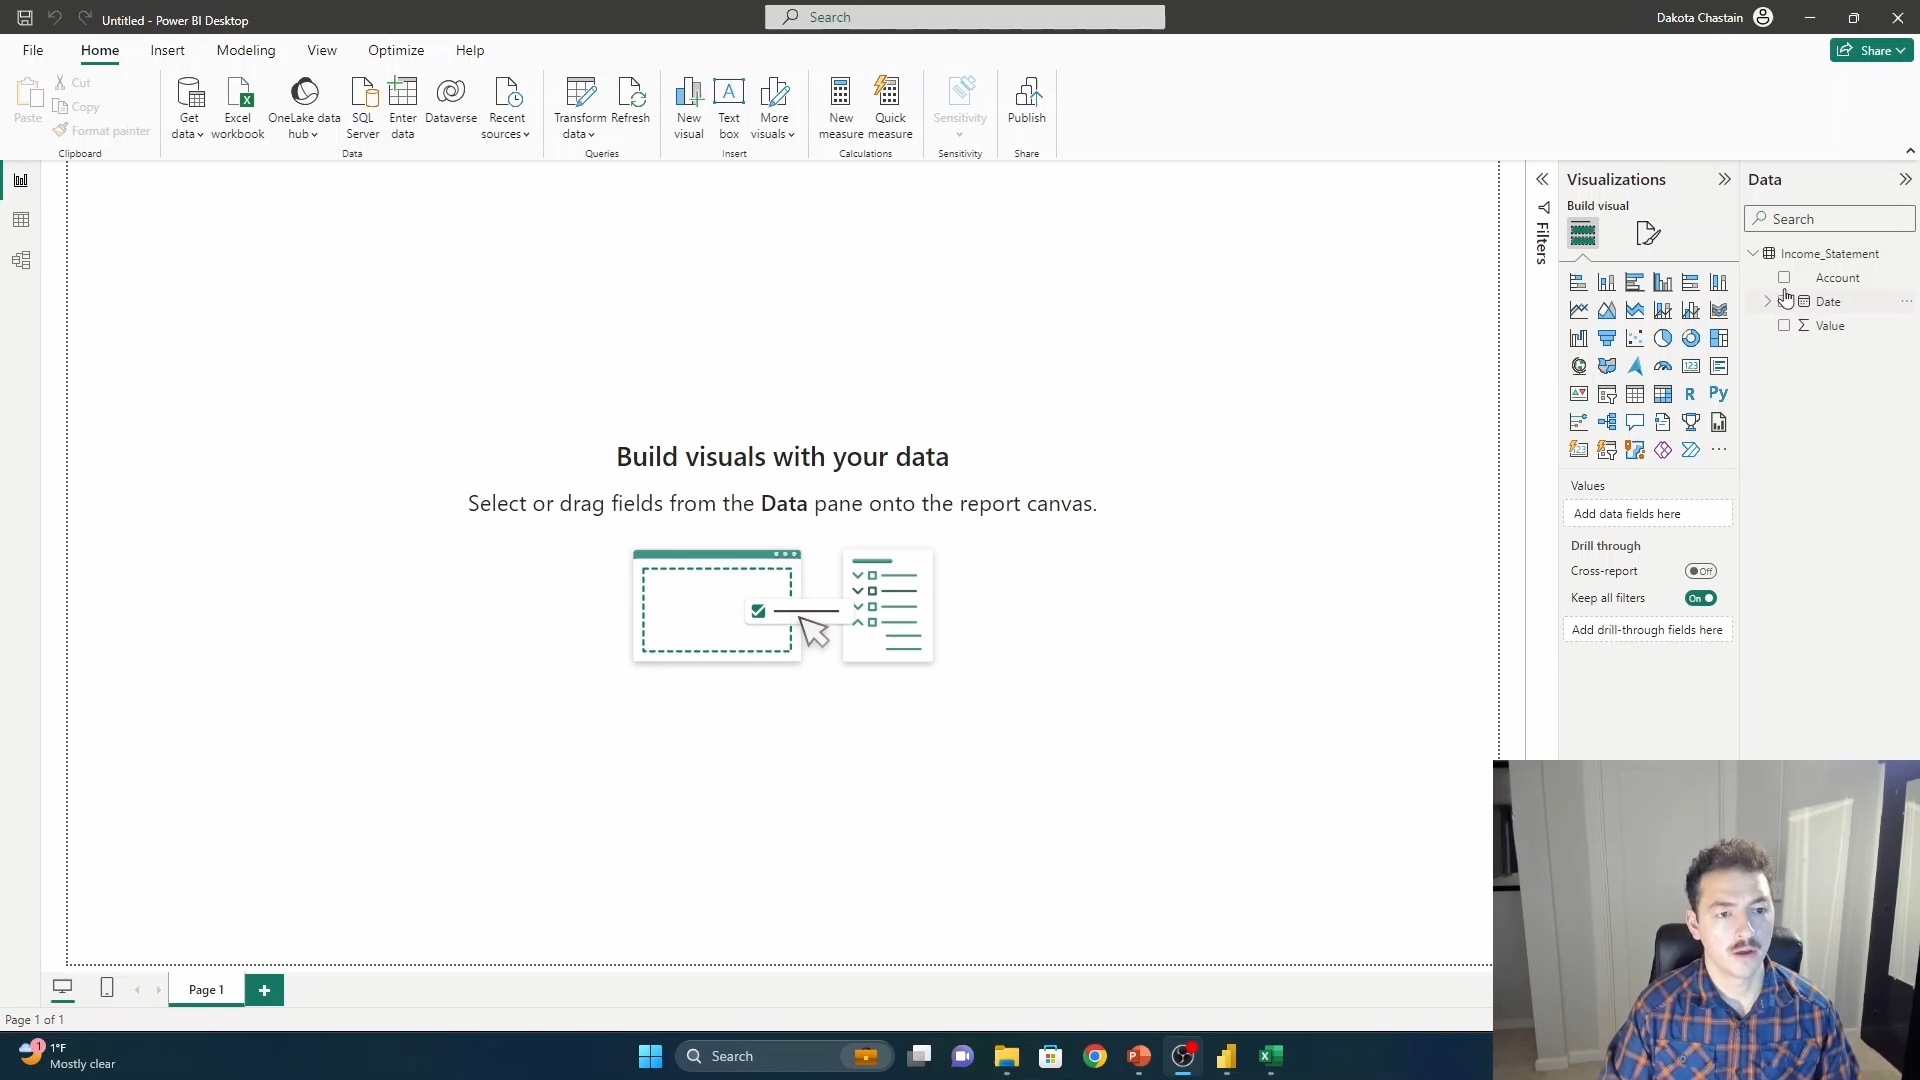 Untitled - Power BI Desktop
Search
Dakota Chastain
File
Home
Insert
Modeling
View
Optimize
Help
Share
Paste
Cut
Copy
Format painter
Clipboard
Get data
Excel workbook
OneLake data hub
SQL Server
Enter data
Dataverse
Recent sources
Data
Transform data
Refresh
Queries
New visual
Text box
More visuals
Insert
New measure
Quick measure
Calculations
Sensitivity
Sensitivity
Publish
Share
Build visuals with your data
Select or drag fields from the Data pane onto the report canvas.
Filters
Visualizations
Build visual
123
R
Py
123
Values
Add data fields here
Drill through
Cross-report
Off
Keep all filters
On
Add drill-through fields here
Data
Search
Income_Statement
Account
Date
Σ Value
Page 1
Page 1 of 1
1
1°F
Mostly clear
Search